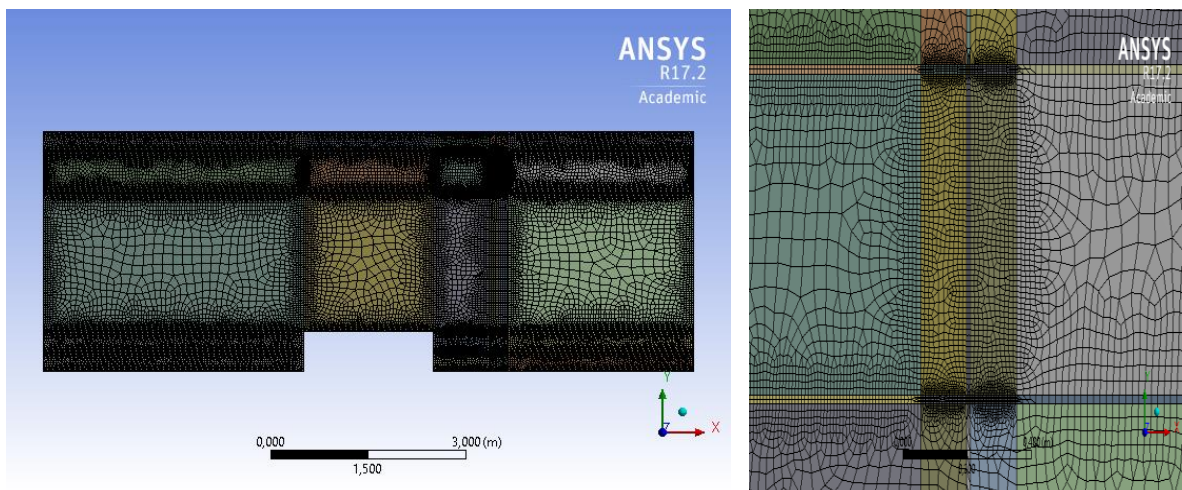 ANSYS
R17.2
Academic
Y
X
Z
0,000
3,000 (m)
1,500
ANSYS
R17.2
Academic